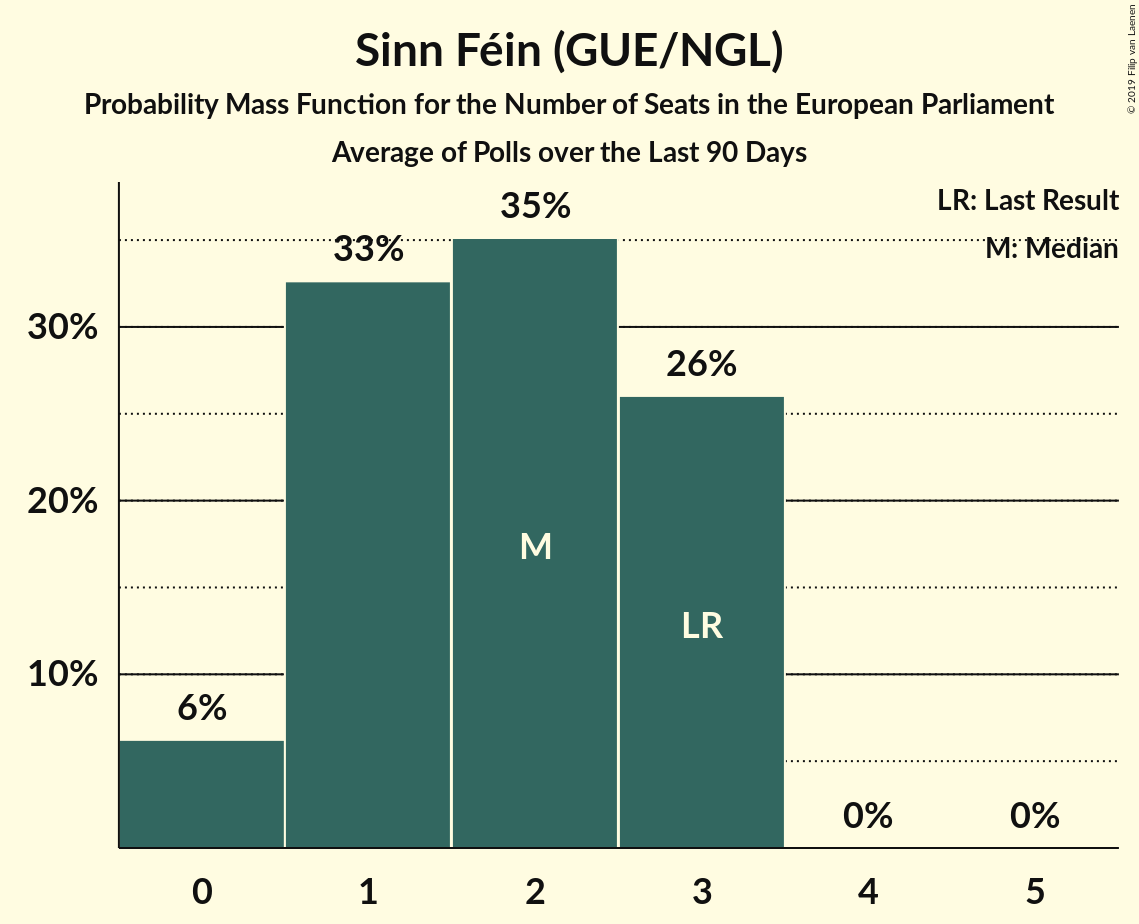 Sinn Féin (GUE/NGL)
Probability Mass Function for the Number of Seats in the European Parliament
Average of Polls over the Last 90 Days
© 2019 Filip van Laenen
LR: Last Result
M: Median
35%
33%
30%
26%
20%
M
LR
10%
6%
0%
0%
0
1
2
3
4
5